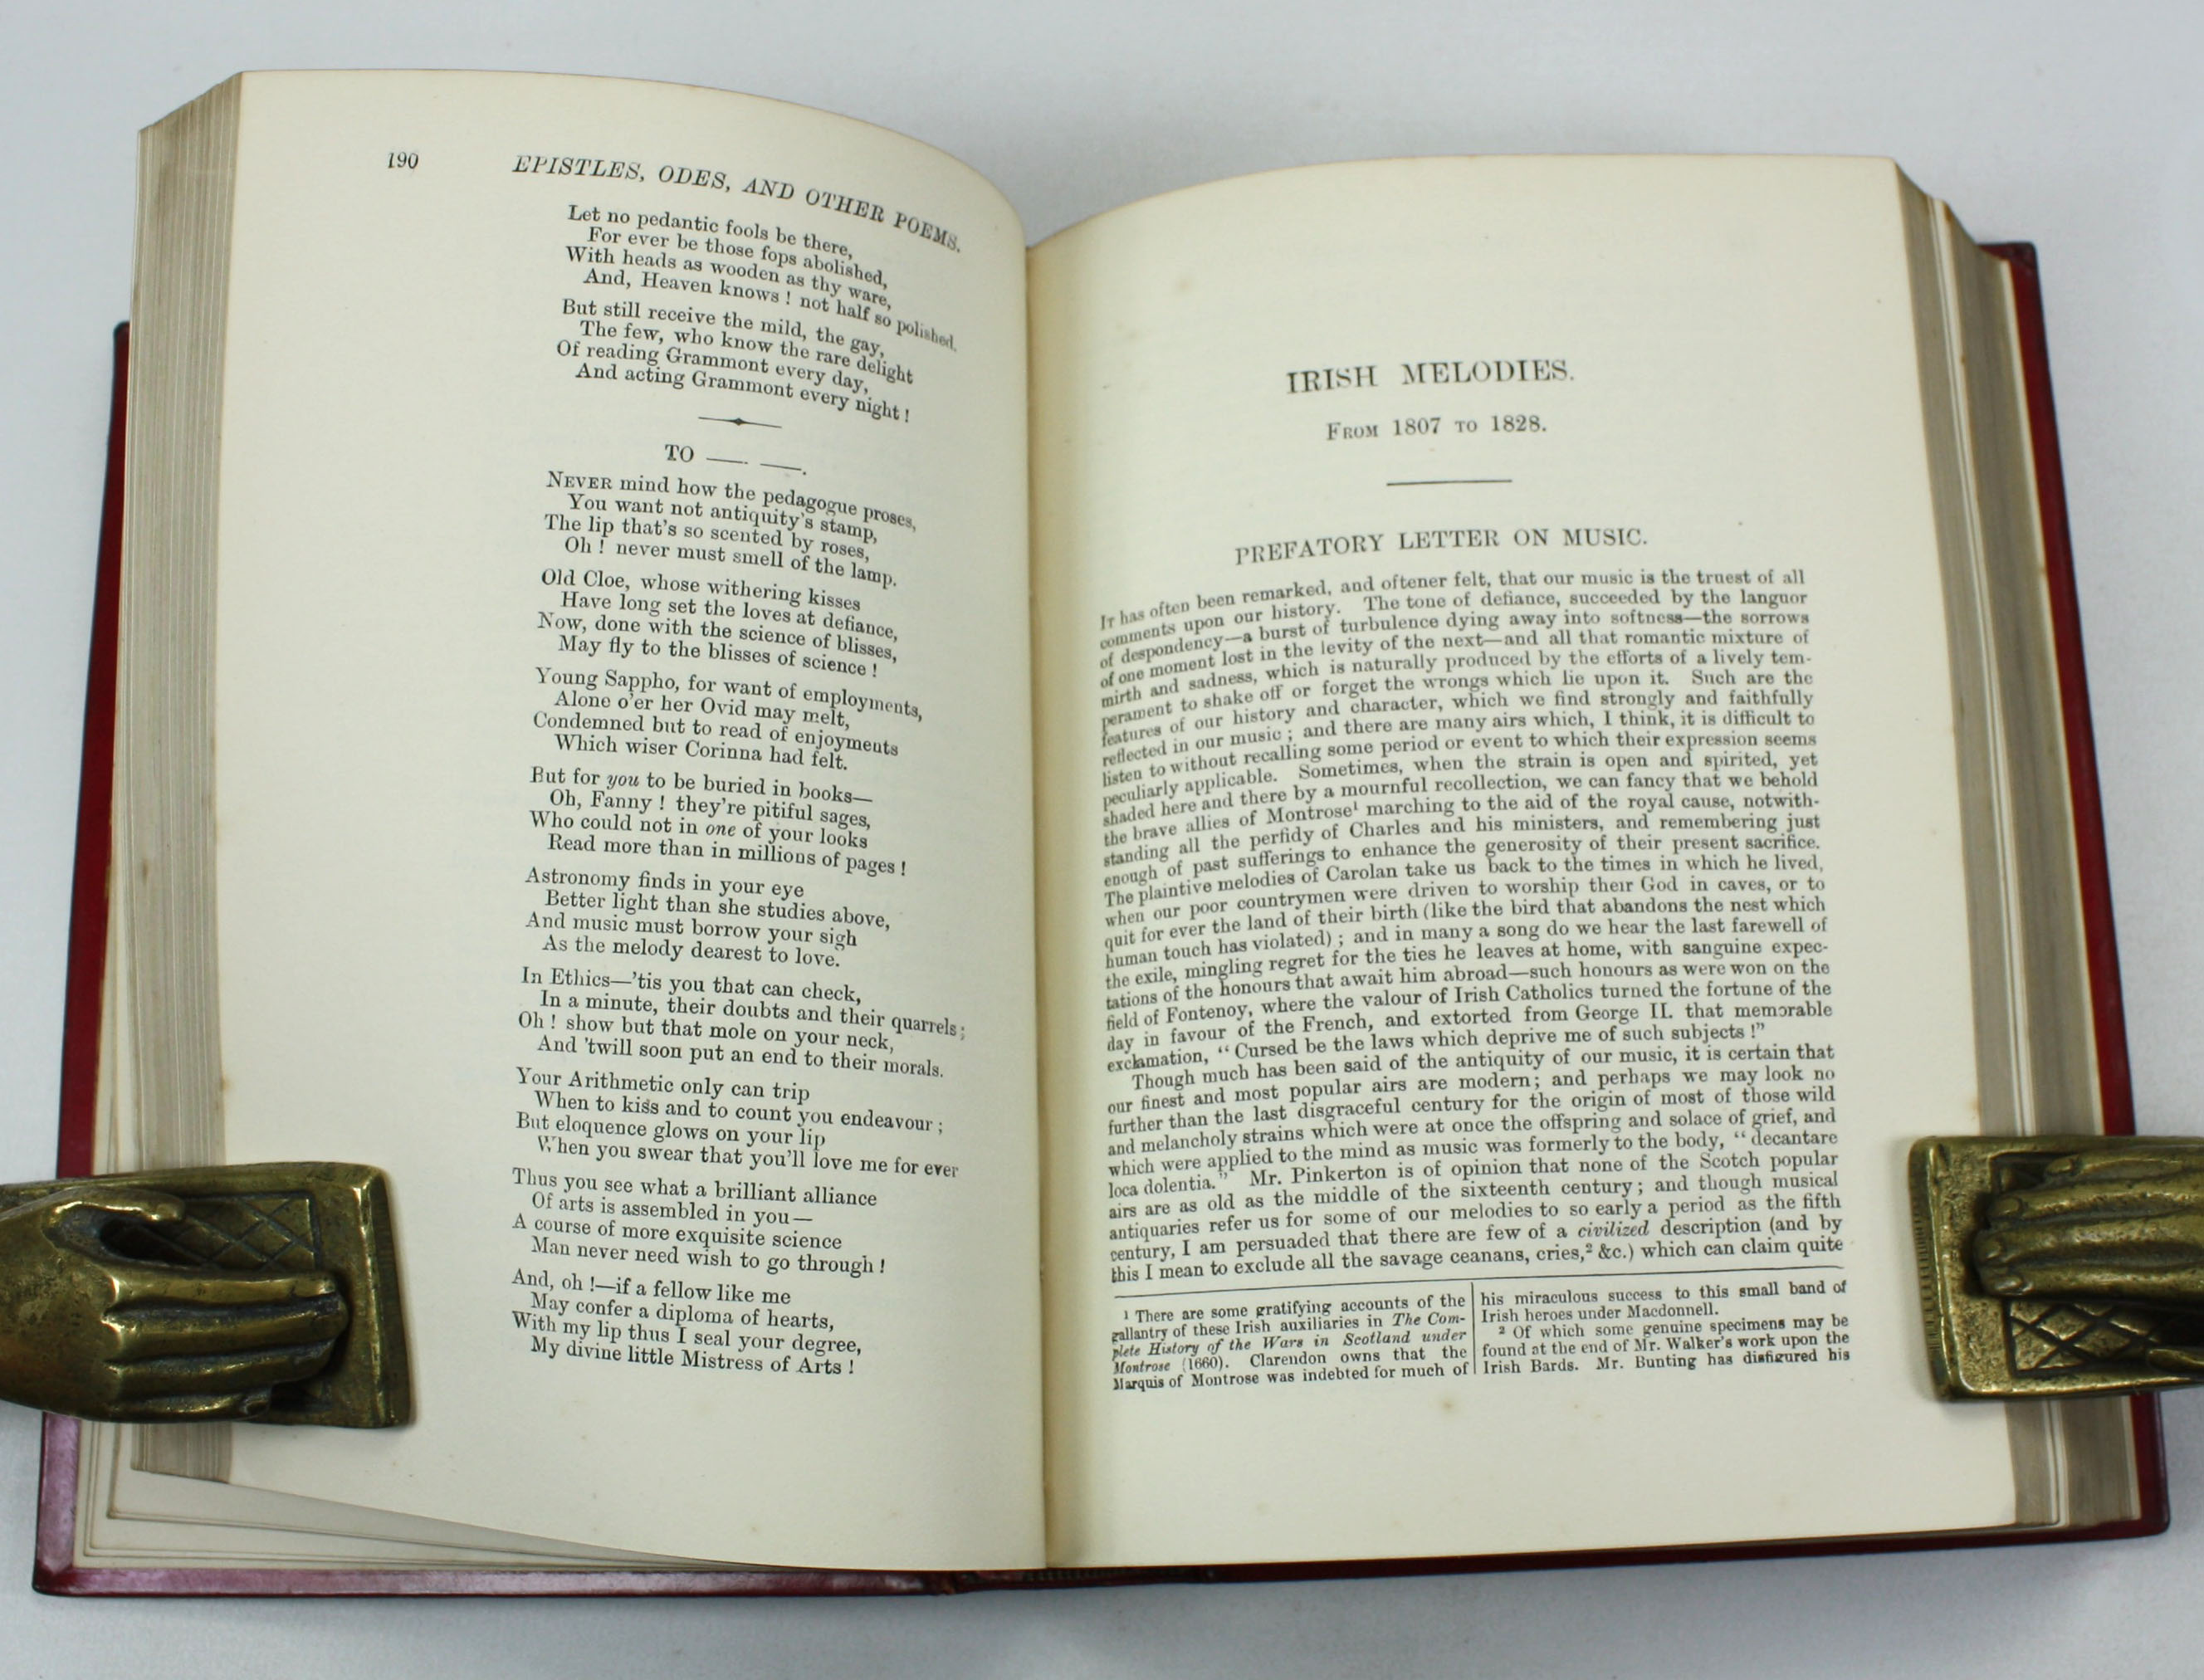 190 EPISTLES, ODES, AND OTHER POEMS.
Let no pedantic fools be there,
For ever be those fops abolished,
With heads as wooden as thy ware,
And, Heaven knows ! not half so polished.
But still receive the mild, the gay,
The few, who know the rare delight
Of reading Grammont every day,
And acting Grammont every night !
TO —— ——.
NEVER mind how the pedagogue proses,
You want not antiquity's stamp,
The lip that's so scented by roses,
Oh ! never must smell of the lamp.
Old Cloe, whose withering kisses
Have long set the loves at defiance,
Now, done with the science of blisses,
May fly to the blisses of science !
Young Sappho, for want of employments,
Alone o'er her Ovid may melt,
Condemned but to read of enjoyments
Which wiser Corinna had felt.
But for you to be buried in books—
Oh, Fanny ! they're pitiful sages,
Who could not in one of your looks
Read more than in millions of pages !
Astronomy finds in your eye
Better light than she studies above,
And music must borrow your sigh
As the melody dearest to love.
In Ethics—'tis you that can check,
In a minute, their doubts and their quarrels ;
Oh ! show but that mole on your neck,
And 'twill soon put an end to their morals.
Your Arithmetic only can trip
When to kiss and to count you endeavour ;
But eloquence glows on your lip
When you swear that you'll love me for ever
Thus you see what a brilliant alliance
Of arts is assembled in you—
A course of more exquisite science
Man never need wish to go through !
And, oh !—if a fellow like me
May confer a diploma of hearts,
With my lip thus I seal your degree,
My divine little Mistress of Arts !
IRISH MELODIES.
FROM 1807 TO 1828.
PREFATORY LETTER ON MUSIC.
IT has often been remarked, and oftener felt, that our music is the truest of all
comments upon our history. The tone of defiance, succeeded by the languor
of despondency—a burst of turbulence dying away into softness—the sorrows
of one moment lost in the levity of the next—and all that romantic mixture of
mirth and sadness, which is naturally produced by the efforts of a lively tem-
perament to shake off or forget the wrongs which lie upon it. Such are the
features of our history and character, which we find strongly and faithfully
reflected in our music ; and there are many airs which, I think, it is difficult to
listen to without recalling some period or event to which their expression seems
peculiarly applicable. Sometimes, when the strain is open and spirited, yet
shaded here and there by a mournful recollection, we can fancy that we behold
the brave allies of Montrose¹ marching to the aid of the royal cause, notwith-
standing all the perfidy of Charles and his ministers, and remembering just
enough of past sufferings to enhance the generosity of their present sacrifice.
The plaintive melodies of Carolan take us back to the times in which he lived,
when our poor countrymen were driven to worship their God in caves, or to
quit for ever the land of their birth (like the bird that abandons the nest which
human touch has violated) ; and in many a song do we hear the last farewell of
the exile, mingling regret for the ties he leaves at home, with sanguine expec-
tations of the honours that await him abroad—such honours as were won on the
field of Fontenoy, where the valour of Irish Catholics turned the fortune of the
day in favour of the French, and extorted from George II. that memorable
exclamation, “ Cursed be the laws which deprive me of such subjects !”
Though much has been said of the antiquity of our music, it is certain that
our finest and most popular airs are modern ; and perhaps we may look no
further than the last disgraceful century for the origin of most of those wild
and melancholy strains which were at once the offspring and solace of grief, and
which were applied to the mind as music was formerly to the body, “ decantare
loca dolentia.” Mr. Pinkerton is of opinion that none of the Scotch popular
airs are as old as the middle of the sixteenth century ; and though musical
antiquaries refer us for some of our melodies to so early a period as the fifth
century, I am persuaded that there are few of a civilized description (and by
this I mean to exclude all the savage ceanans, cries,² &c.) which can claim quite
¹ There are some gratifying accounts of the
gallantry of these Irish auxiliaries in The Com-
plete History of the Wars in Scotland under
Montrose (1660). Clarendon owns that the
Marquis of Montrose was indebted for much of
his miraculous success to this small band of
Irish heroes under Macdonnell.
² Of which some genuine specimens may be
found at the end of Mr. Walker's work upon the
Irish Bards. Mr. Bunting has disfigured his